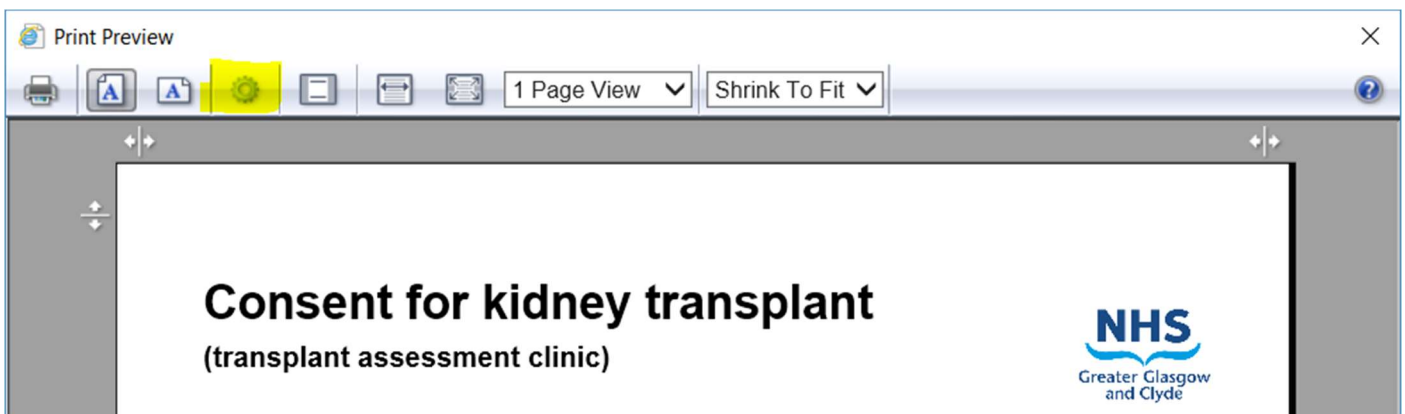 Print Preview
A A 1 Page View Shrink To Fit ?
Consent for kidney transplant
(transplant assessment clinic)
NHS
Greater Glasgow
and Clyde